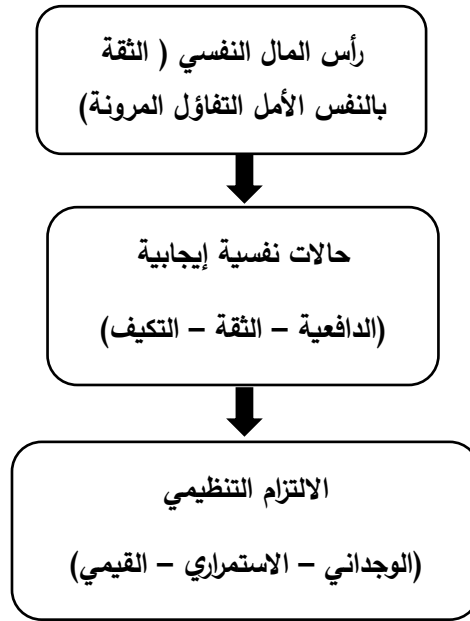 رأس المال النفسي ( الثقة
بالنفس الأمل التفاؤل المرونة)
حالات نفسية إيجابية
(الدافعية – الثقة – التكيف)
الالتزام التنظيمي
(الوجداني – الاستمراري – القيمي)